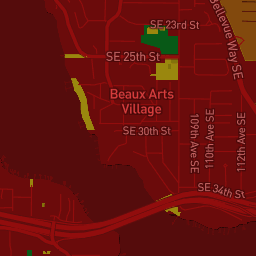 SE 23rd St
Bellevue Way SE
SE 25th St
Beaux Arts
Village
SE 30th St
109th Ave SE
110th Ave SE
112th Ave SE
SE 34th St